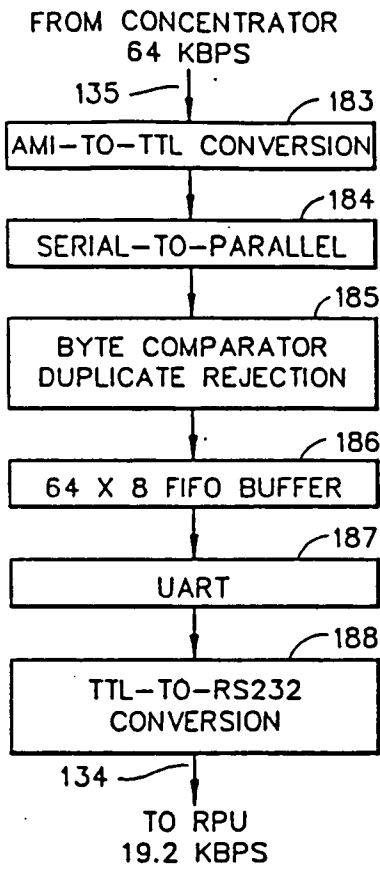 FROM CONCENTRATOR
64 KBPS
135
183
AMI-TO-TTL CONVERSION
184
SERIAL-TO-PARALLEL
185
BYTE COMPARATOR
DUPLICATE REJECTION
186
64 X 8 FIFO BUFFER
187
UART
188
TTL-TO-RS232
CONVERSION
134
TO RPU
19.2 KBPS